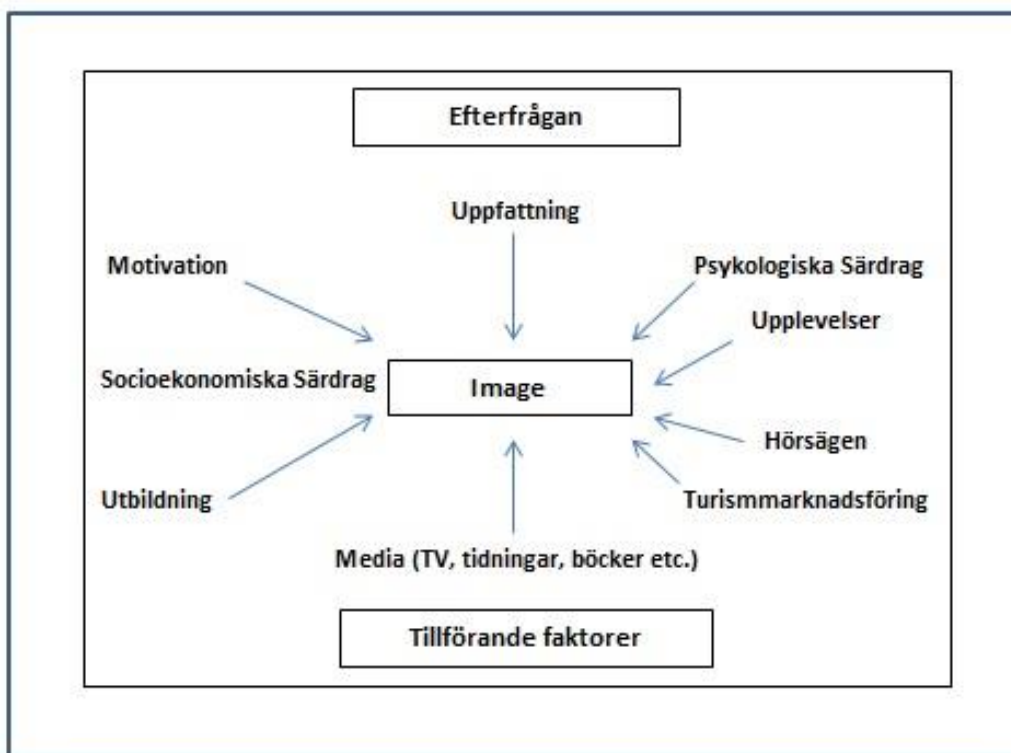 Efterfrågan
Uppfattning
Motivation
Psykologiska Särdrag
Upplevelser
Socioekonomiska Särdrag
Image
Hörsägen
Utbildning
Turismmarknadsföring
Media (TV, tidningar, böcker etc.)
Tillförande faktorer